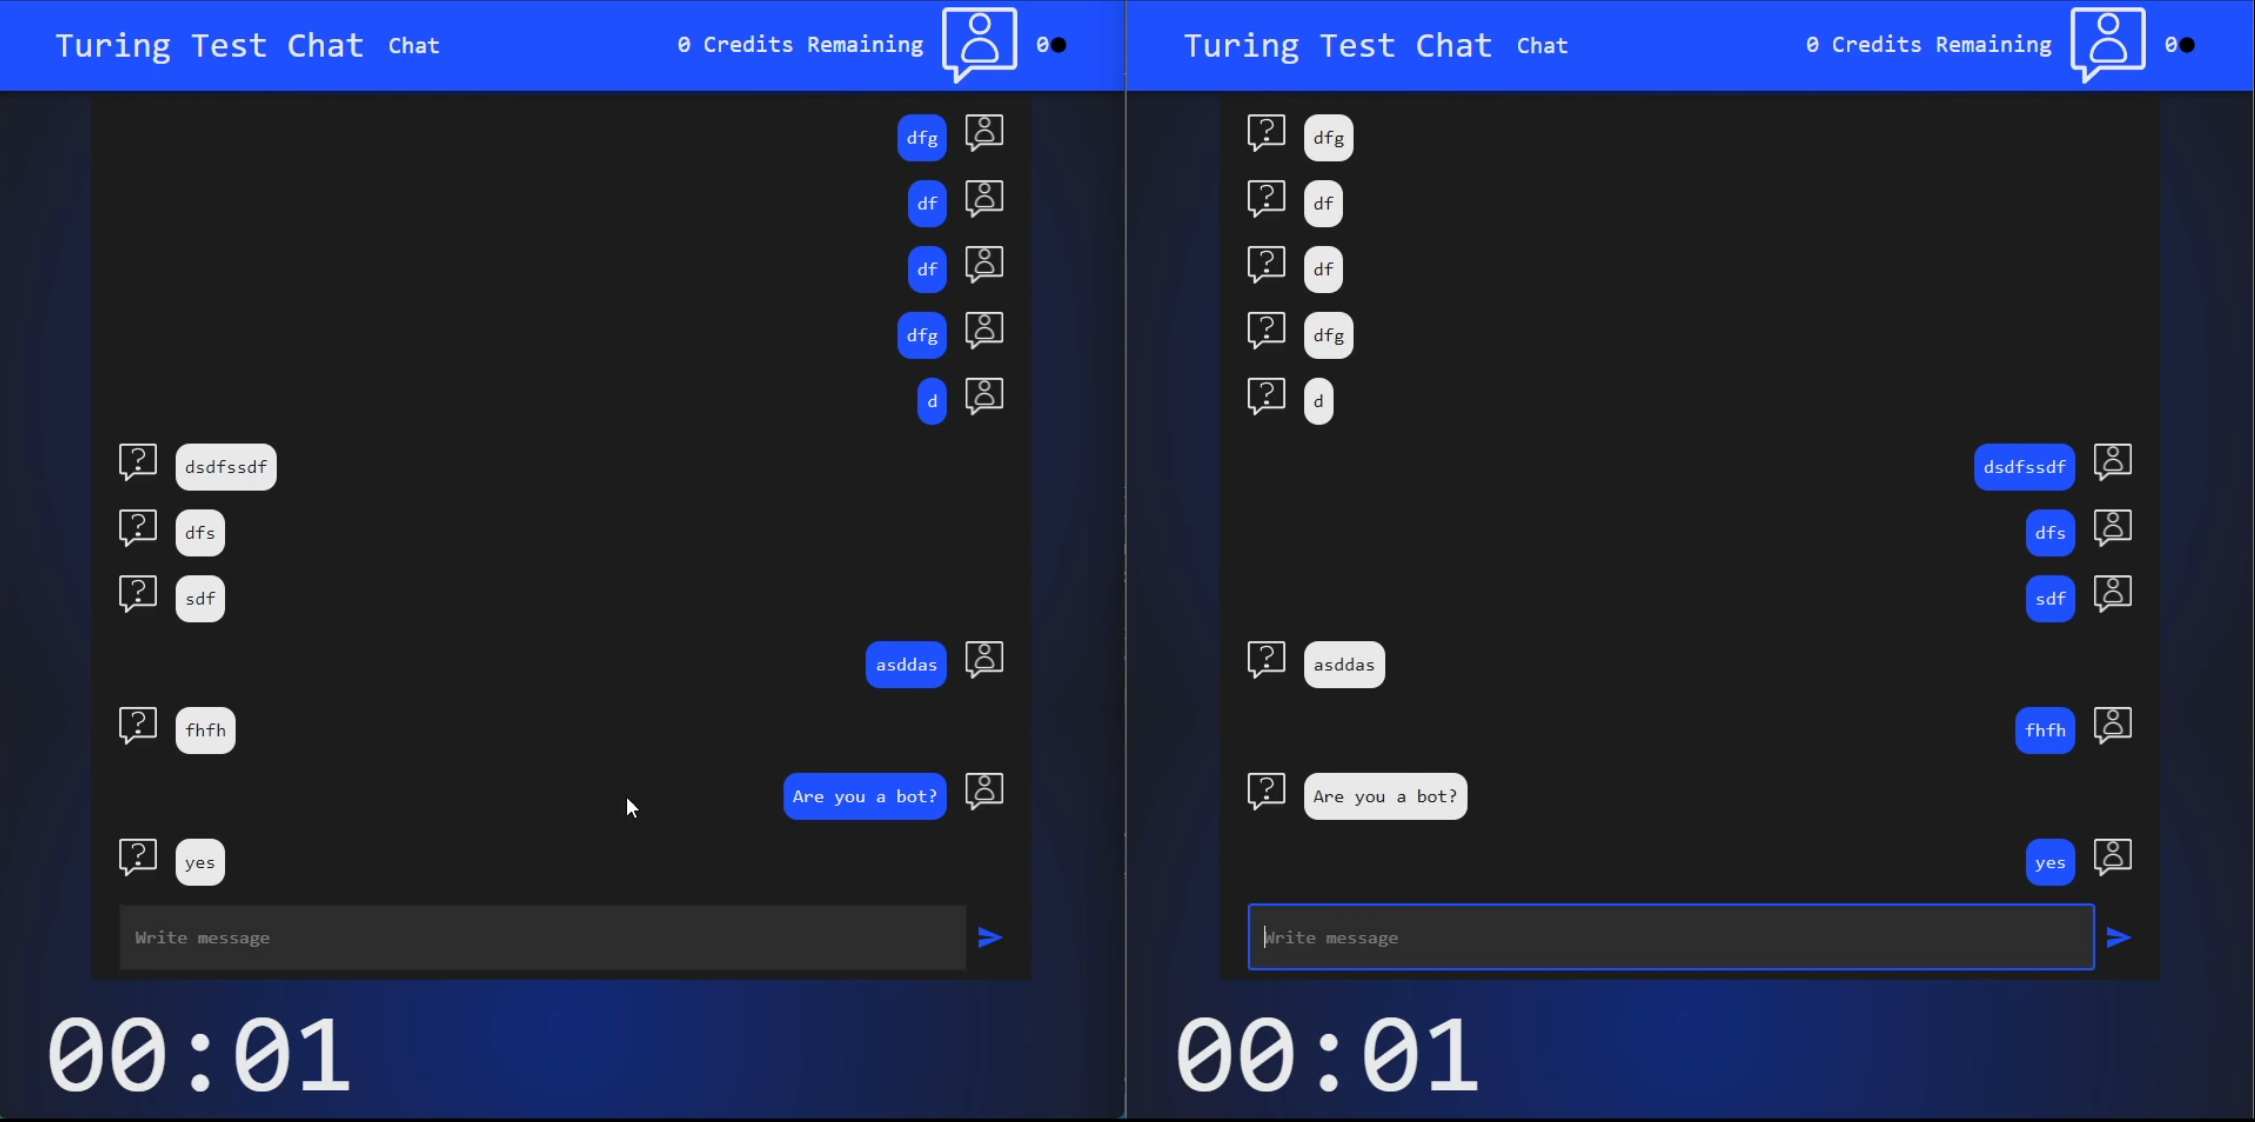 Turing Test Chat Chat 0 Credits Remaining 0
dfg
df
df
dfg
d
dsdfssdf
dfs
sdf
asddas
fhfh
Are you a bot?
yes
Write message
00:01
Turing Test Chat Chat 0 Credits Remaining 0
dfg
df
df
dfg
d
dsdfssdf
dfs
sdf
asddas
fhfh
Are you a bot?
yes
Write message
00:01